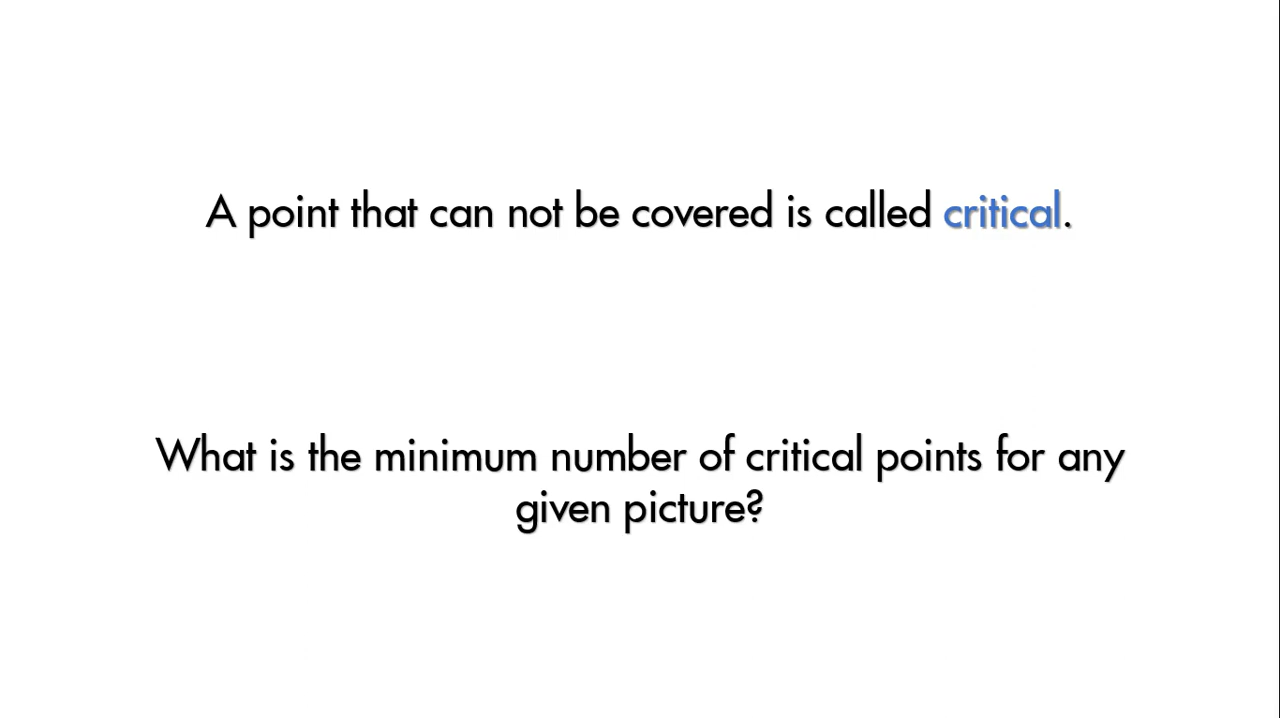 A point that can not be covered is called critical.
What is the minimum number of critical points for any
given picture?